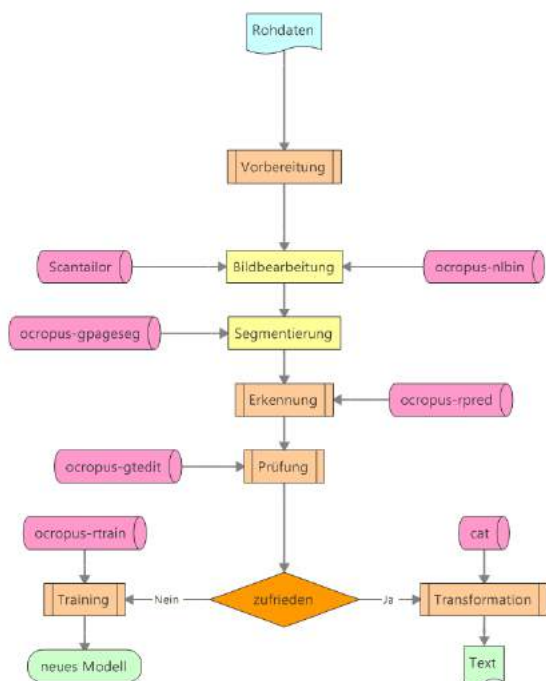 Rohdaten
Vorbereitung
Scantailor
Bildbearbeitung
ocropus-nlbin
ocropus-gpageseg
Segmentierung
Erkennung
ocropus-rpred
ocropus-gtedit
Prüfung
ocropus-rtrain
cat
Training
Nein
zufrieden
Ja
Transformation
neues Modell
Text